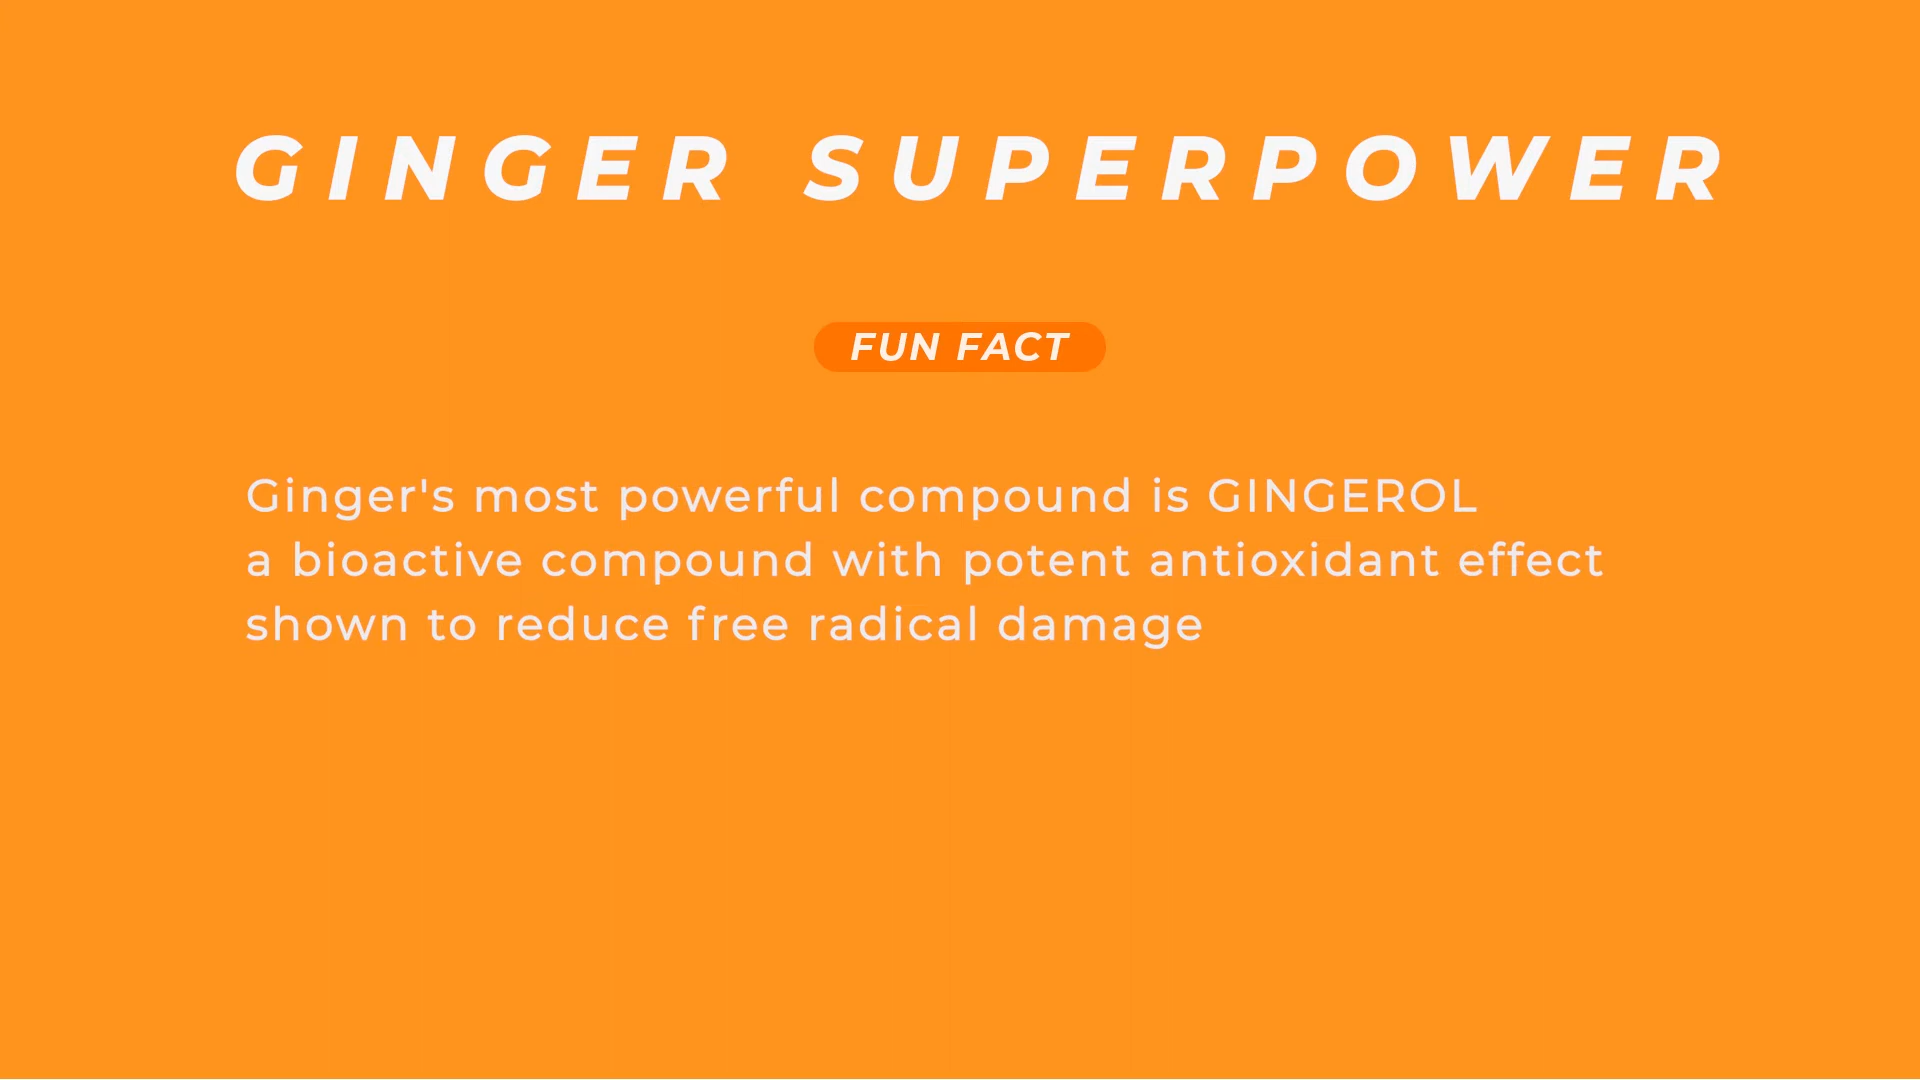 GINGER SUPERPOWER
FUN FACT
Ginger's most powerful compound is GINGEROL
a bioactive compound with potent antioxidant effect
shown to reduce free radical damage